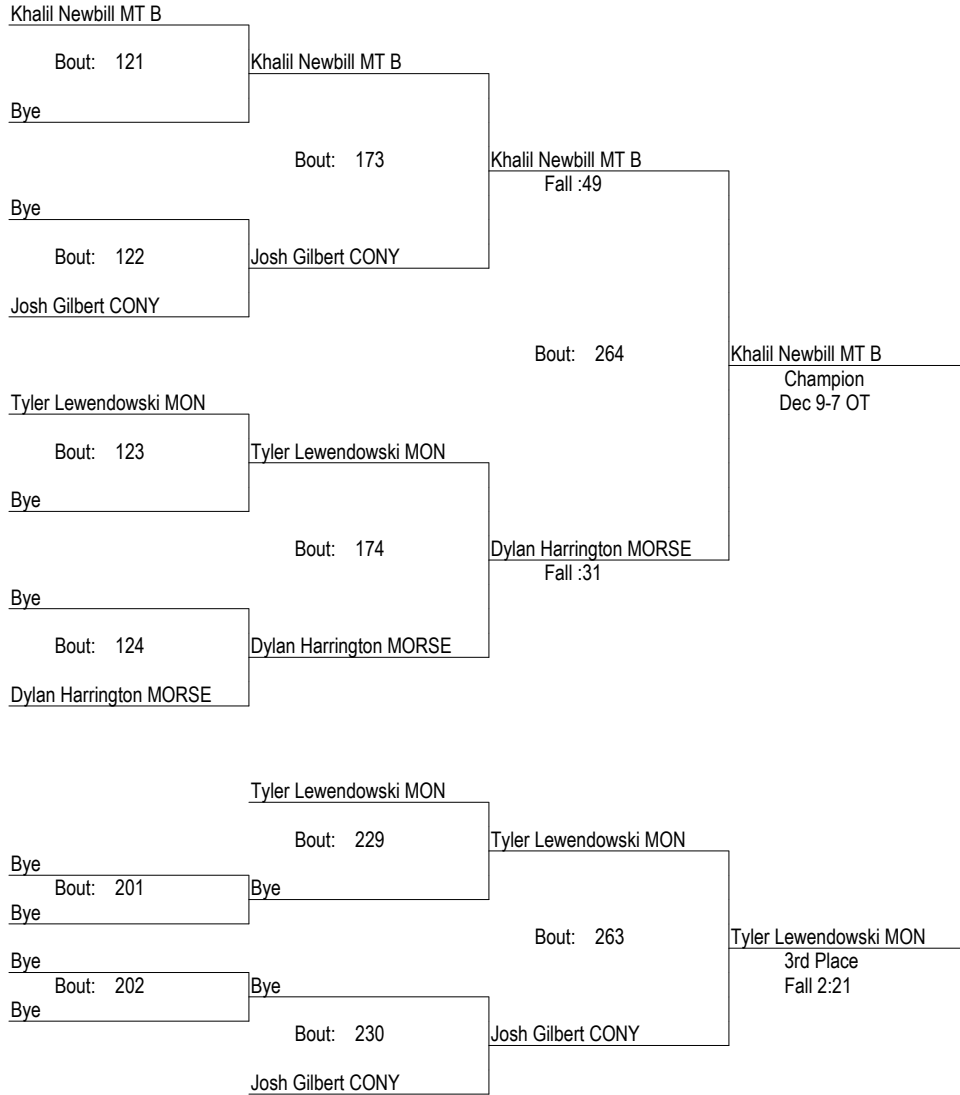 Khalil Newbill MT B
Bout: 121
Khalil Newbill MT B
Bye
Bout: 173
Khalil Newbill MT B
Fall :49
Bye
Bout: 122
Josh Gilbert CONY
Josh Gilbert CONY
Bout: 264
Khalil Newbill MT B
Champion
Dec 9-7 OT
Tyler Lewendowski MON
Bout: 123
Tyler Lewendowski MON
Bye
Bout: 174
Dylan Harrington MORSE
Fall :31
Bye
Bout: 124
Dylan Harrington MORSE
Dylan Harrington MORSE
Tyler Lewendowski MON
Bout: 229
Tyler Lewendowski MON
Bye
Bout: 201
Bye
Bye
Bout: 263
Tyler Lewendowski MON
3rd Place
Fall 2:21
Bye
Bout: 202
Bye
Bye
Bout: 230
Josh Gilbert CONY
Josh Gilbert CONY